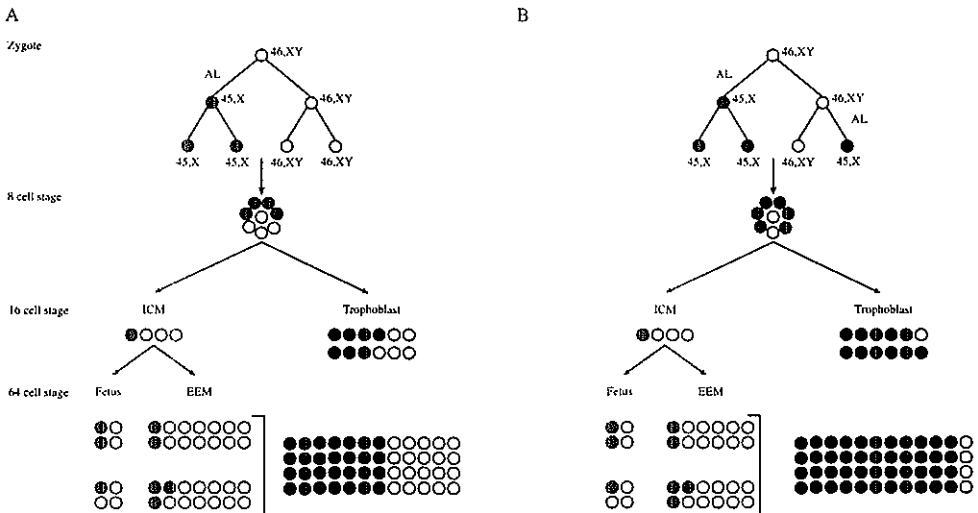 A
B
Zygote
46,XY
46,XY
AL
AL
45,X
46,XY
45,X
46,XY
AL
45,X
45,X
46,XY
46,XY
45,X
45,X
46,XY
45,X
8 cell stage
16 cell stage
ICM
Trophoblast
ICM
Trophoblast
64 cell stage
Fetus
EEM
Fetus
EEM